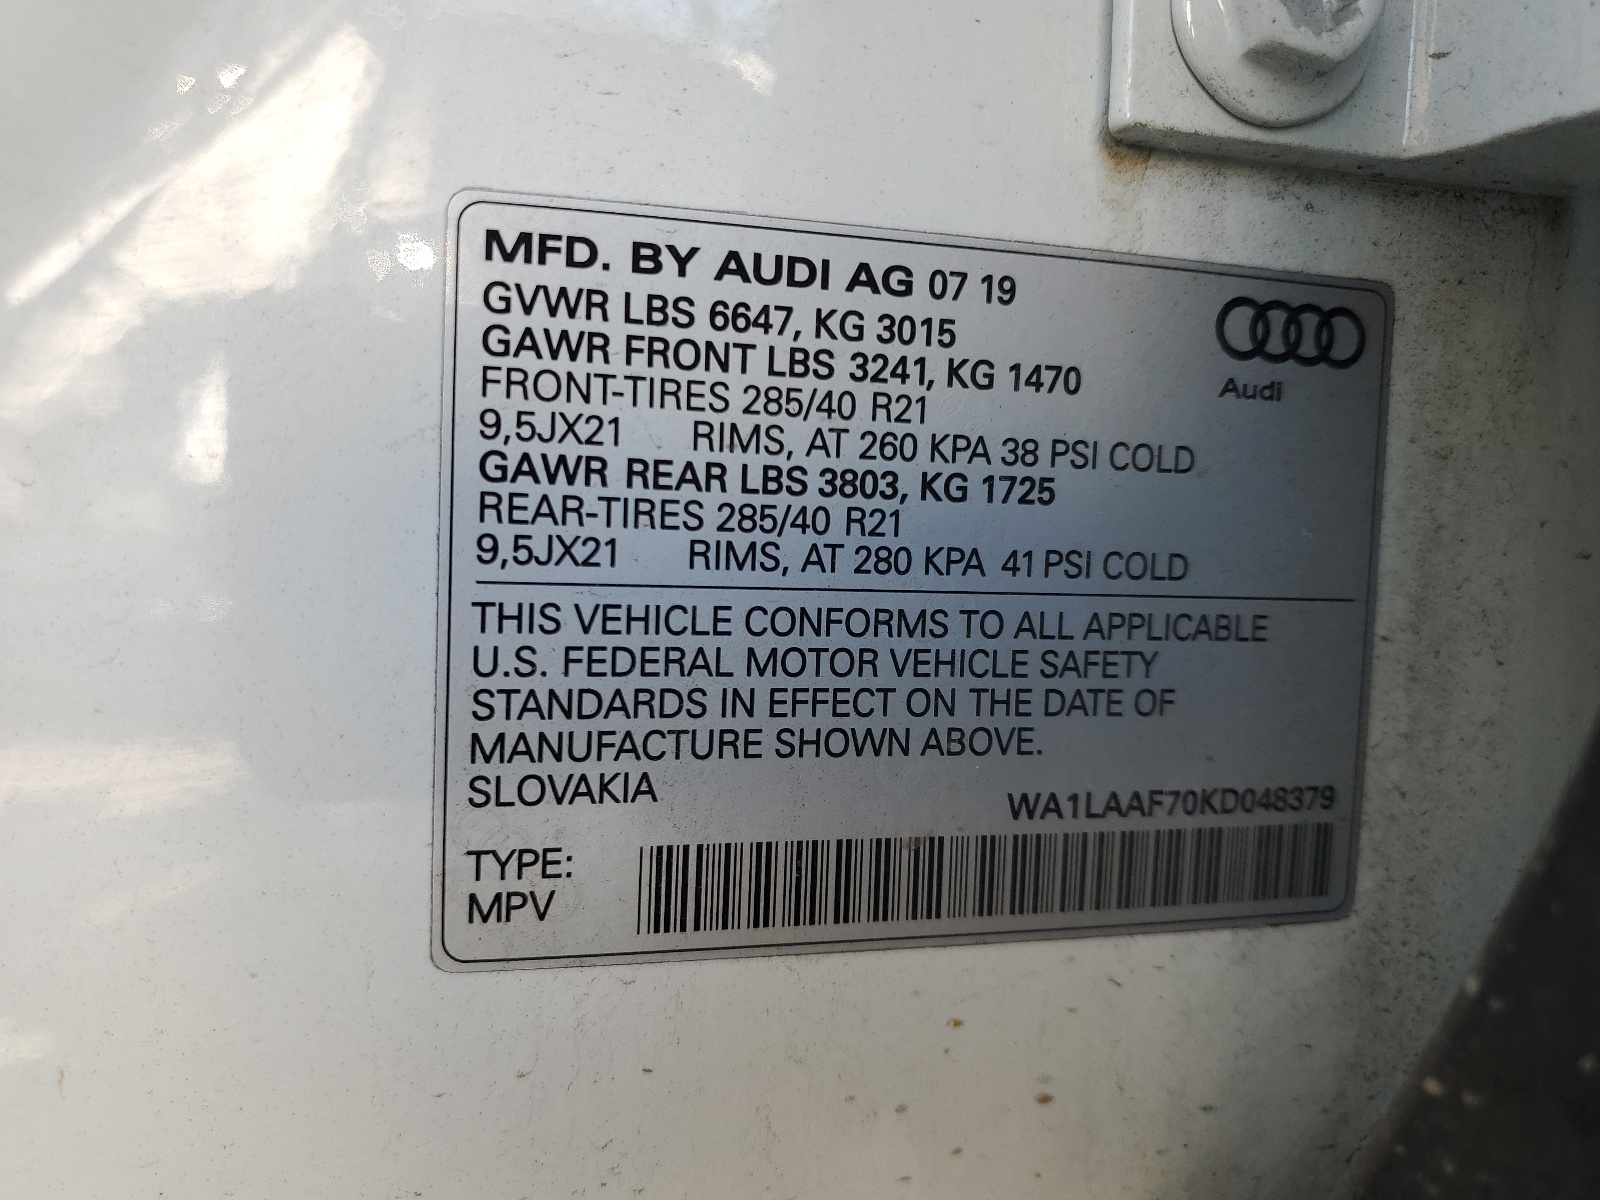 MFD. BY AUDI AG 07 19
GVWR LBS 6647, KG 3015
GAWR FRONT LBS 3241, KG 1470
FRONT-TIRES 285/40 R21
9,5JX21 RIMS, AT 260 KPA 38 PSI COLD
GAWR REAR LBS 3803, KG 1725
REAR-TIRES 285/40 R21
9,5JX21 RIMS, AT 280 KPA 41 PSI COLD
Audi
THIS VEHICLE CONFORMS TO ALL APPLICABLE
U.S. FEDERAL MOTOR VEHICLE SAFETY
STANDARDS IN EFFECT ON THE DATE OF
MANUFACTURE SHOWN ABOVE.
SLOVAKIA
WA1LAAF70KD048379
TYPE:
MPV